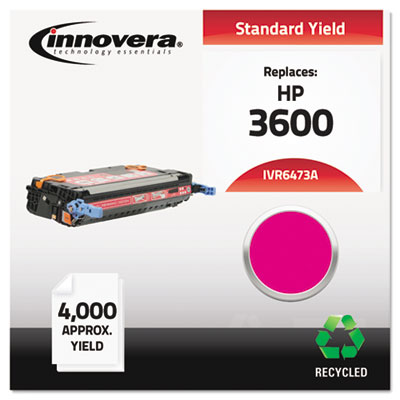 innovera
technology essentials
Standard Yield
Replaces:
HP
3600
IVR6473A
4,000
APPROX.
YIELD
RECYCLED